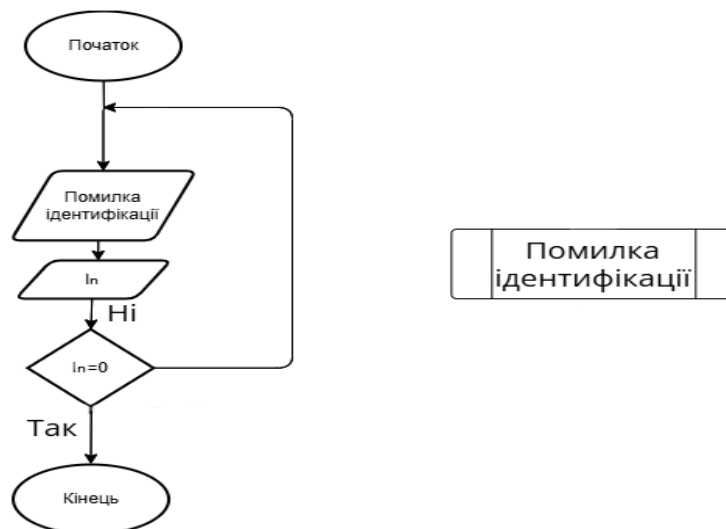 Початок
Помилка
ідентифікації
Iₙ
Ні
Iₙ=0
Так
Кінець
Помилка
ідентифікації